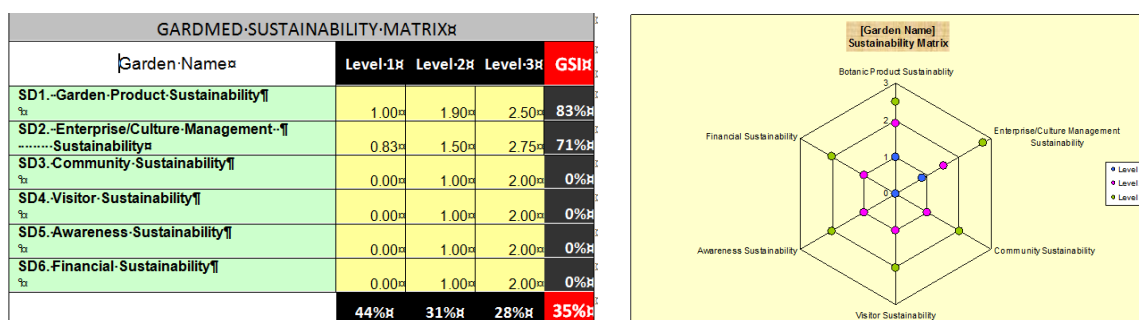 GARDMED·SUSTAINABILITY·MATRIX¤
Garden·Name¤ Level·1¤ Level·2¤ Level·3¤ GSI¤
SD1.··Garden·Product·Sustainability¶
1.00¤ 1.90¤ 2.50¤ 83%¤
SD2.··Enterprise/Culture·Management··¶
·········Sustainability¤ 0.83¤ 1.50¤ 2.75¤ 71%¤
SD3.·Community·Sustainability¶
0.00¤ 1.00¤ 2.00¤ 0%¤
SD4.·Visitor·Sustainability¶
0.00¤ 1.00¤ 2.00¤ 0%¤
SD5.·Awareness·Sustainability¶
0.00¤ 1.00¤ 2.00¤ 0%¤
SD6.·Financial·Sustainability¶
0.00¤ 1.00¤ 2.00¤ 0%¤
44%¤ 31%¤ 28%¤ 35%¤
[Garden Name]
Sustainability Matrix
Botanic Product Sustainablity
3
2
1
0
Enterprise/Culture Management
Sustainability
Community Sustainability
Visitor Sustainability
Awareness Sustainability
Financial Sustainability
Level
Level
Level